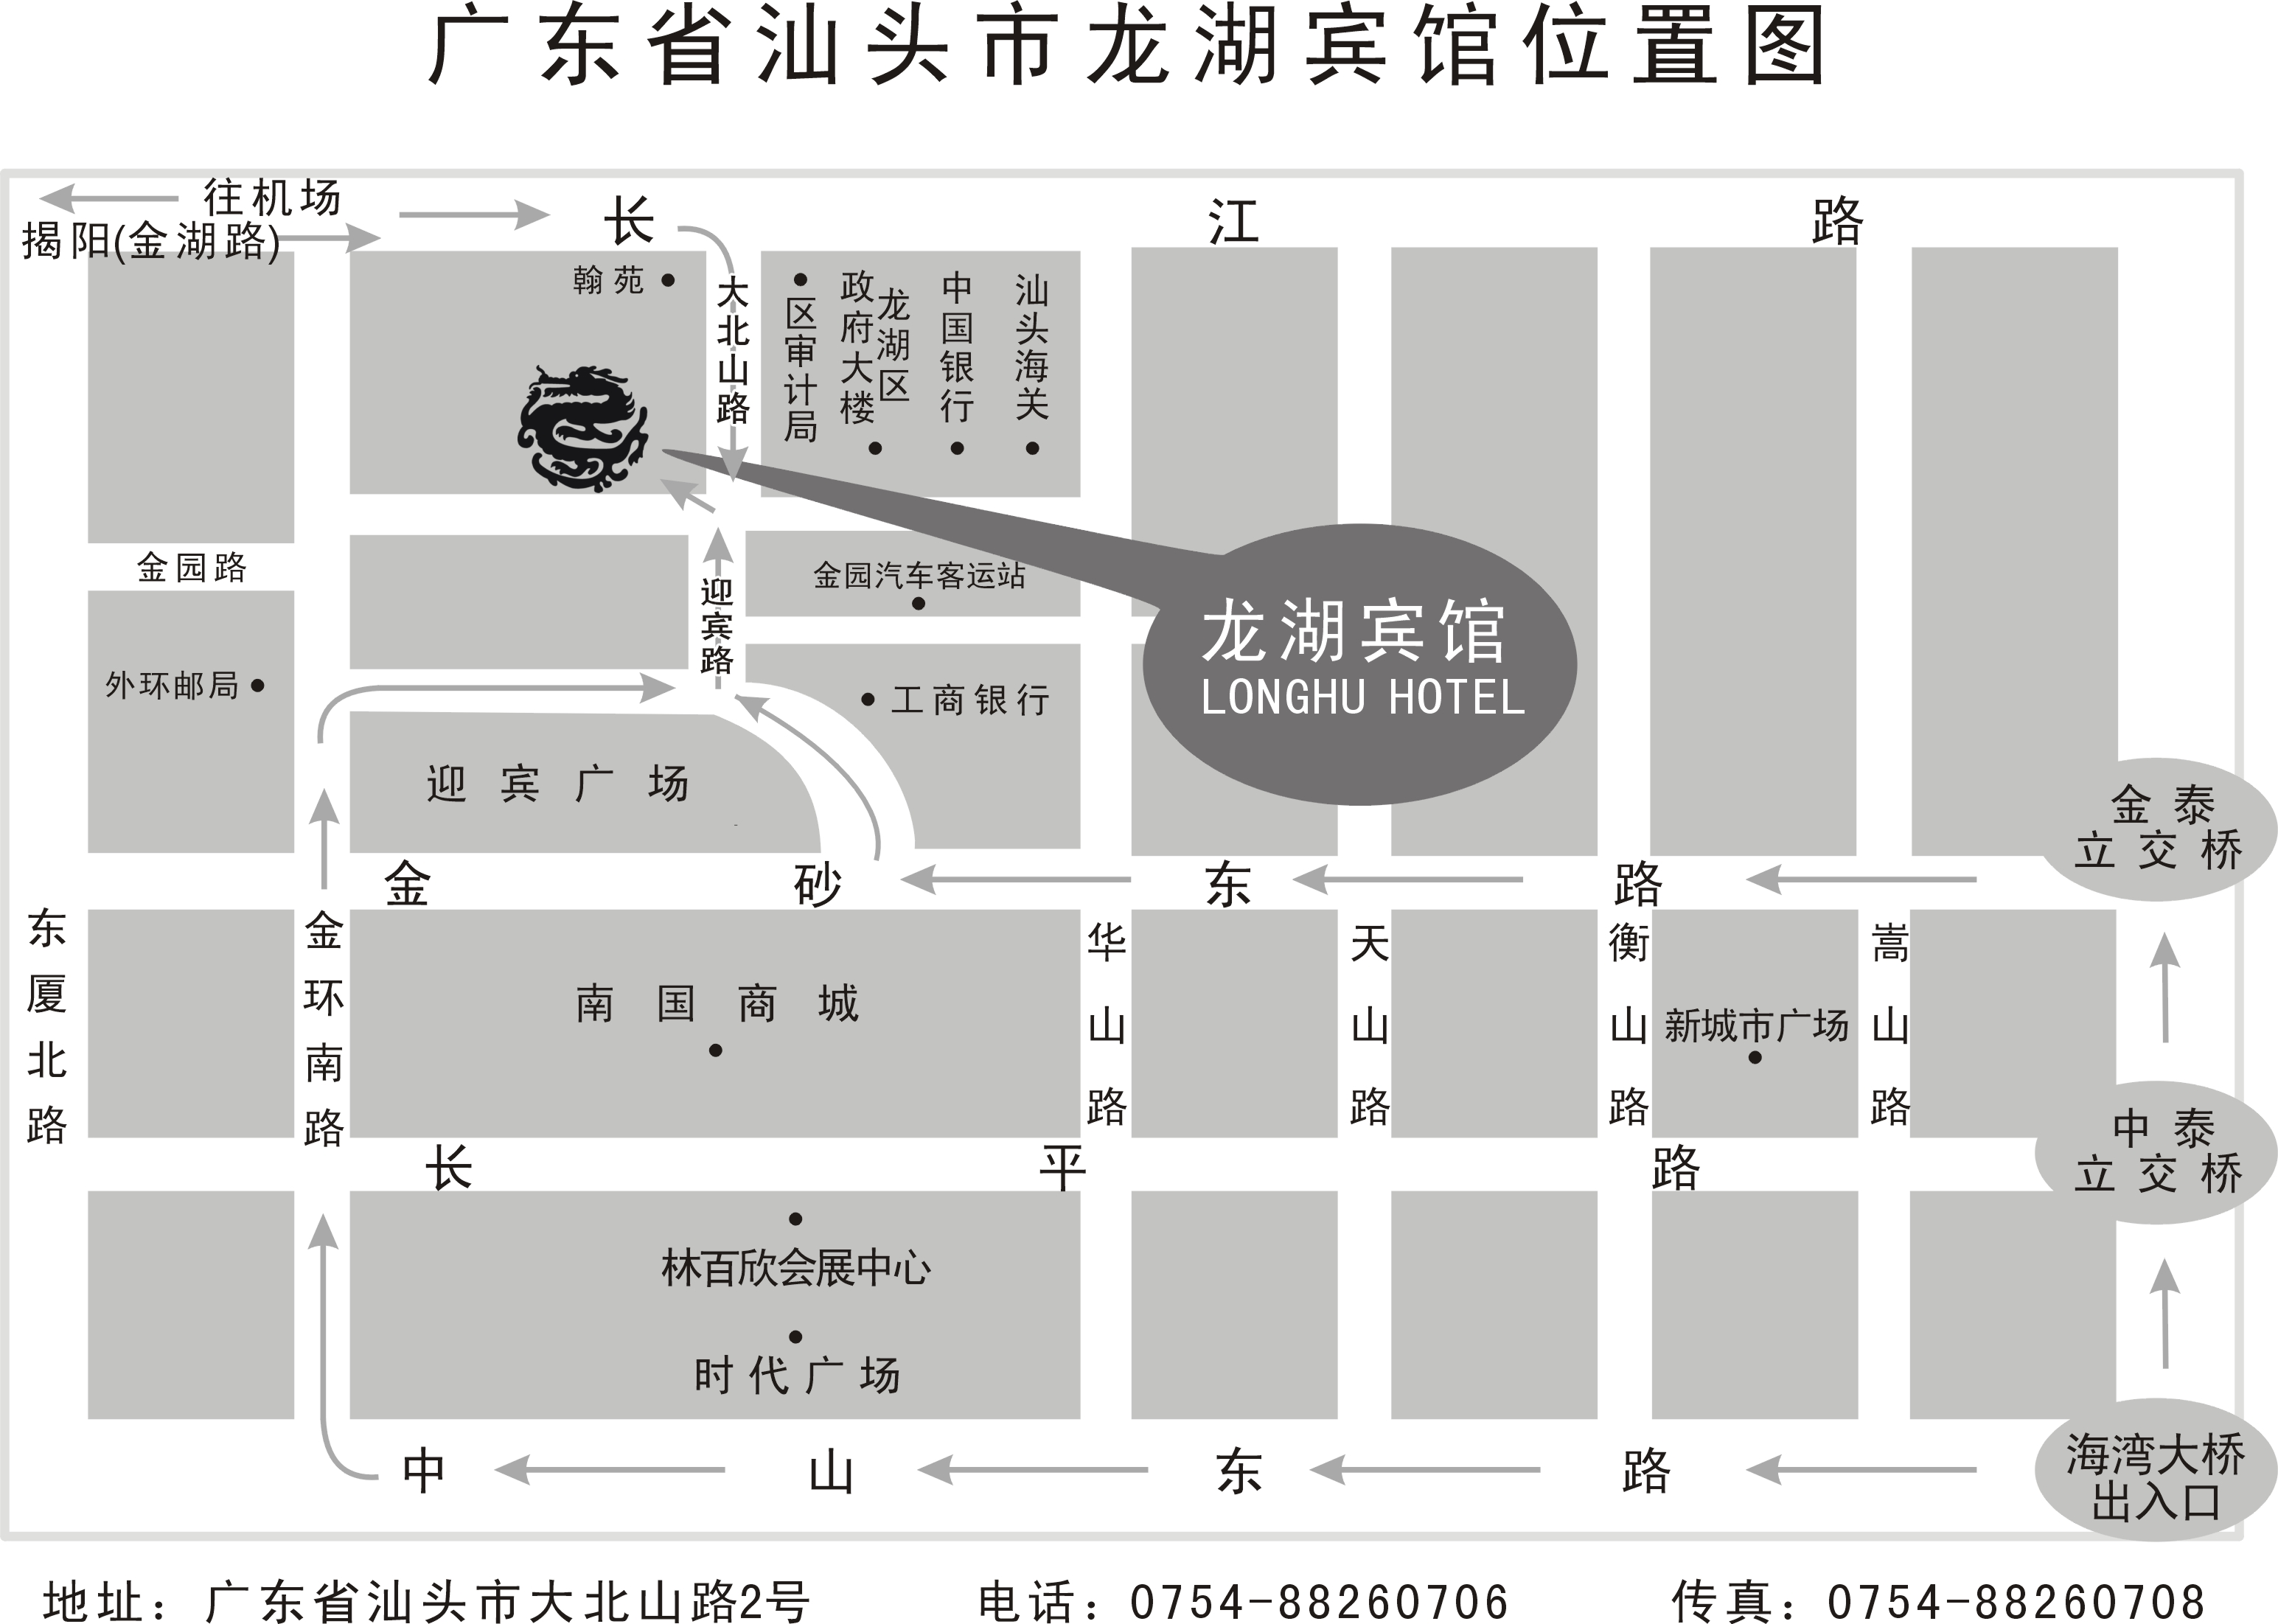 广东省汕头市龙湖宾馆位置图
往机场
揭阳(金湖路)
长江路
翰苑
大北山路
区审计局
龙湖区
政府大楼
中国银行
汕头海关
金园路
迎宾路
金园汽车客运站
龙湖宾馆
LONGHU HOTEL
外环邮局
工商银行
迎宾广场
金泰
立交桥
金砂东路
东厦北路
金环南路
南国商城
华山路
天山路
衡山路
新城市广场
嵩山路
中泰
立交桥
长平路
林百欣会展中心
时代广场
中山东路
海湾大桥
出入口
地址：广东省汕头市大北山路2号
电话：0754-88260706
传真：0754-88260708